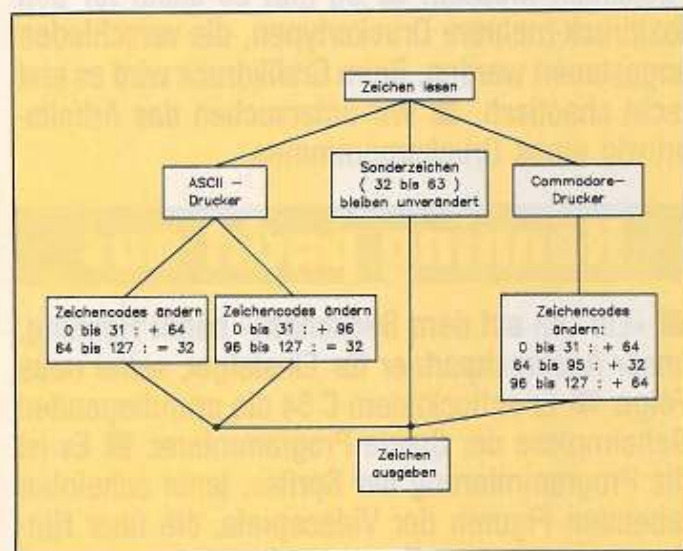 Zeichen lesen
ASCII –
Drucker
Sonderzeichen
( 32 bis 63 )
bleiben unverändert
Commodore–
Drucker
Zeichencodes ändern
0 bis 31 : + 64
64 bis 127 : = 32
Zeichencodes ändern
0 bis 31 : + 96
96 bis 127 : = 32
Zeichencodes
ändern:
0 bis 31 : + 64
64 bis 95 : + 32
96 bis 127 : + 64
Zeichen
ausgeben